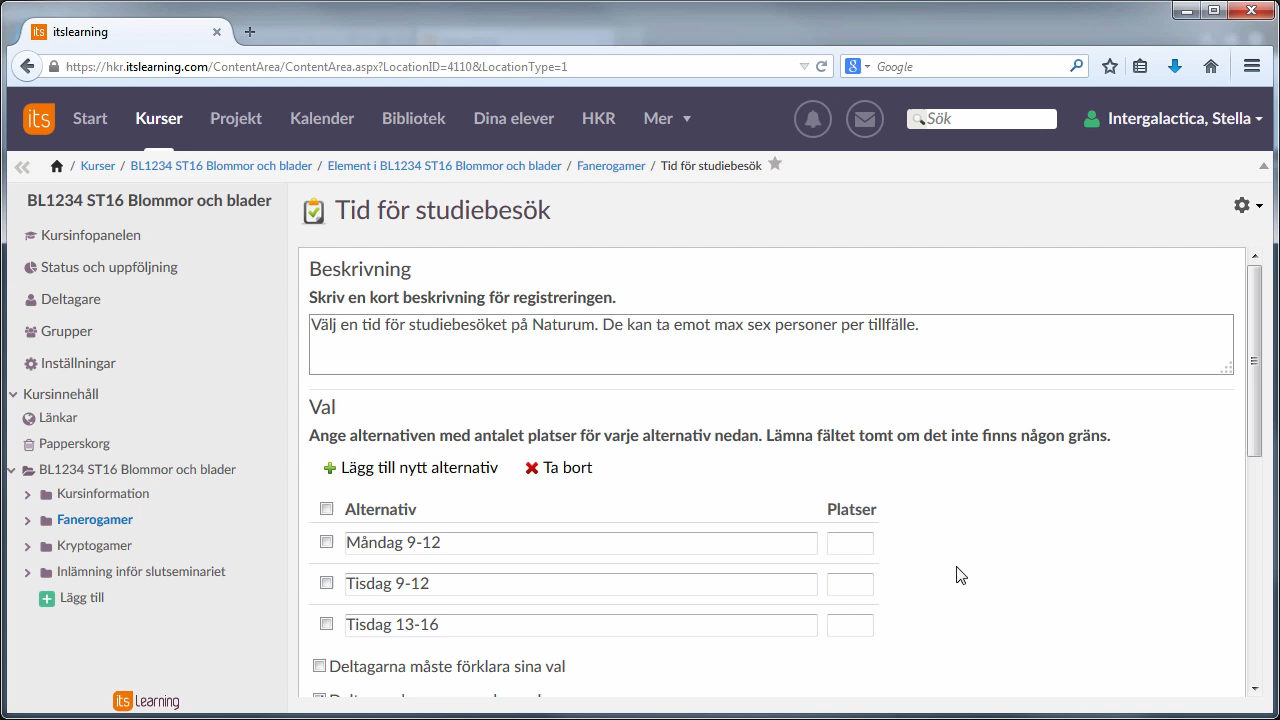 its itslearning
https://hkr.itslearning.com/ContentArea/ContentArea.aspx?LocationID=4110&LocationType=1
8 Google
its Start Kurser Projekt Kalender Bibliotek Dina elever HKR Mer Sök Intergalactica, Stella
/ Kurser / BL1234 ST16 Blommor och blader / Element i BL1234 ST16 Blommor och blader / Fanerogamer / Tid för studiebesök
BL1234 ST16 Blommor och blader
Kursinfopanelen
Status och uppföljning
Deltagare
Grupper
Inställningar
Kursinnehåll
Länkar
Papperskorg
BL1234 ST16 Blommor och blader
Kursinformation
Fanerogamer
Kryptogamer
Inlämning inför slutseminariet
Lägg till
its Learning
Tid för studiebesök
Beskrivning
Skriv en kort beskrivning för registreringen.
Välj en tid för studiebesöket på Naturum. De kan ta emot max sex personer per tillfälle.
Val
Ange alternativen med antalet platser för varje alternativ nedan. Lämna fältet tomt om det inte finns någon gräns.
Lägg till nytt alternativ Ta bort
Alternativ Platser
Måndag 9-12
Tisdag 9-12
Tisdag 13-16
Deltagarna måste förklara sina val